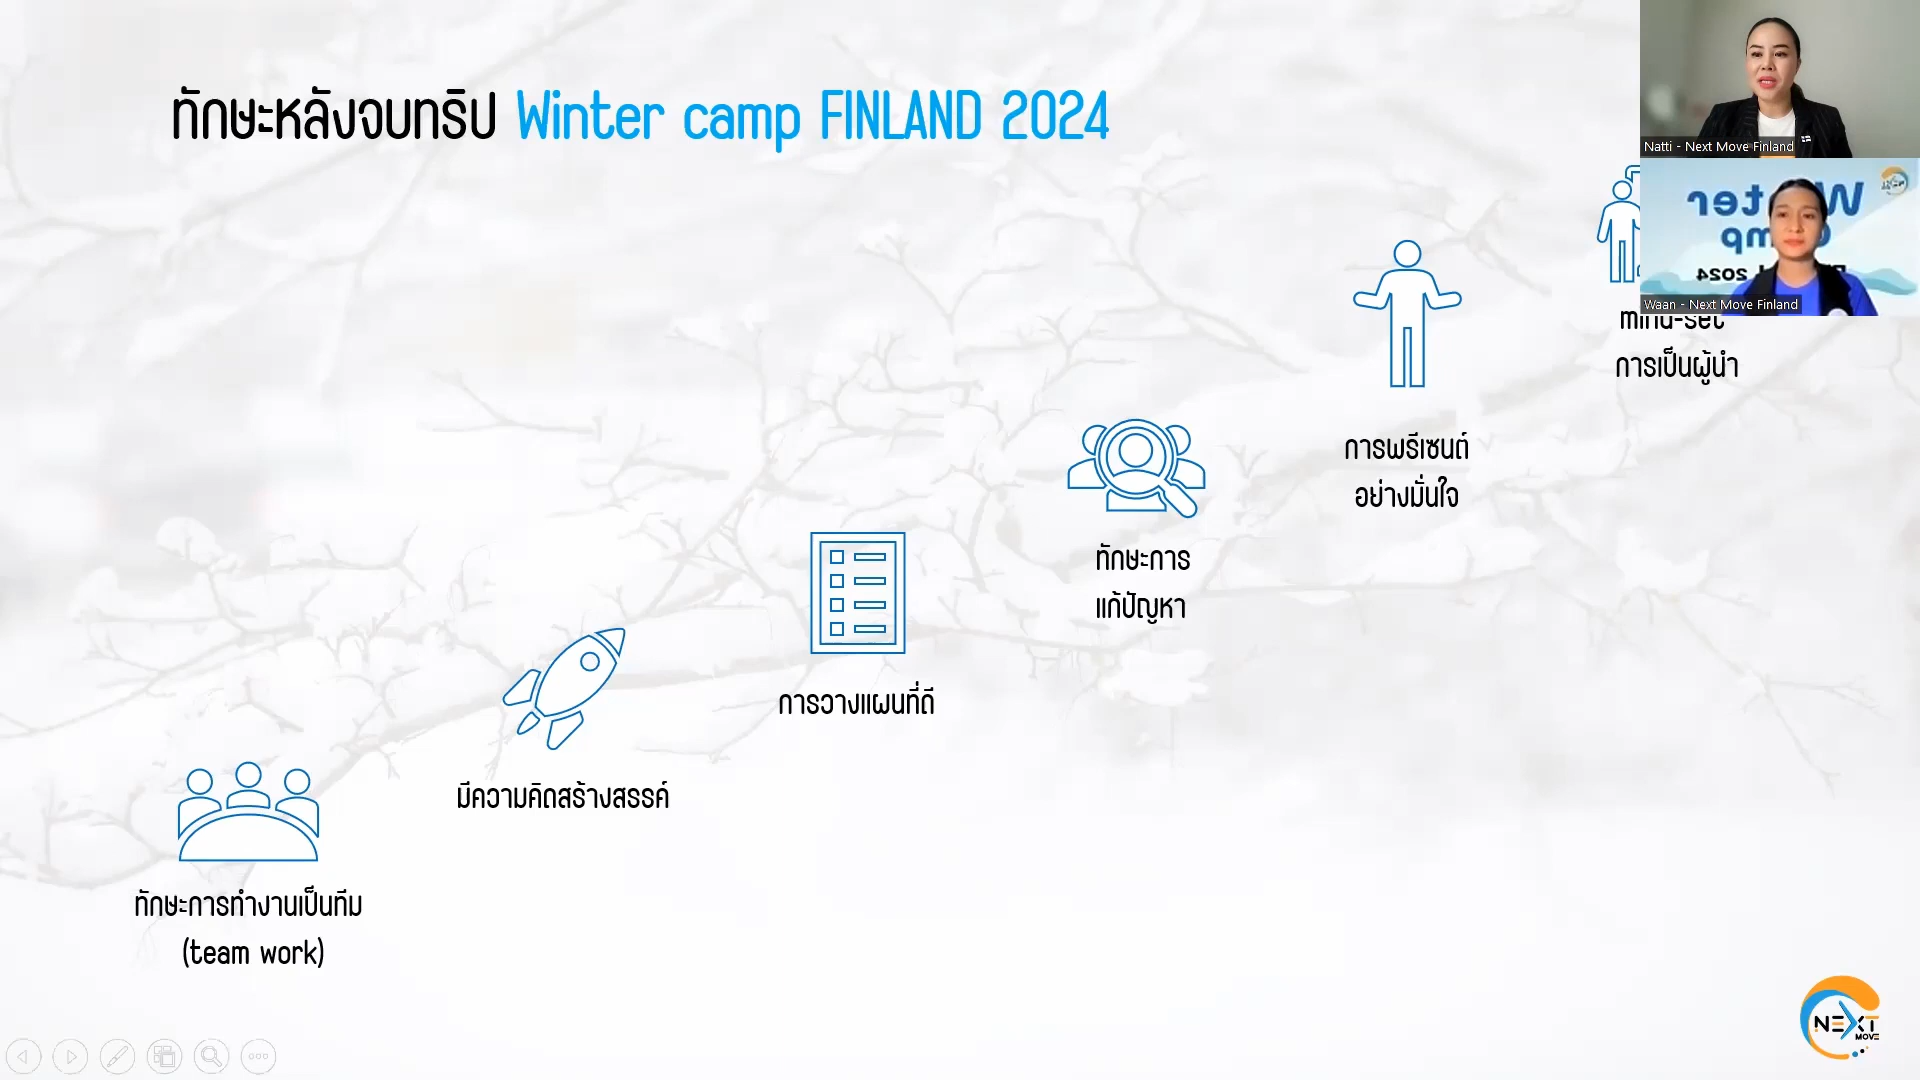 ทักษะหลังจบทริป Winter camp FINLAND 2024
Natti - Next Move Finland
Winter
2024
Waan - Next Move Finland
mind-set
การเป็นผู้นำ
การพรีเซนต์
อย่างมั่นใจ
ทักษะการ
แก้ปัญหา
การวางแผนที่ดี
มีความคิดสร้างสรรค์
ทักษะการทำงานเป็นทีม
(team work)
NEXT
MOVE